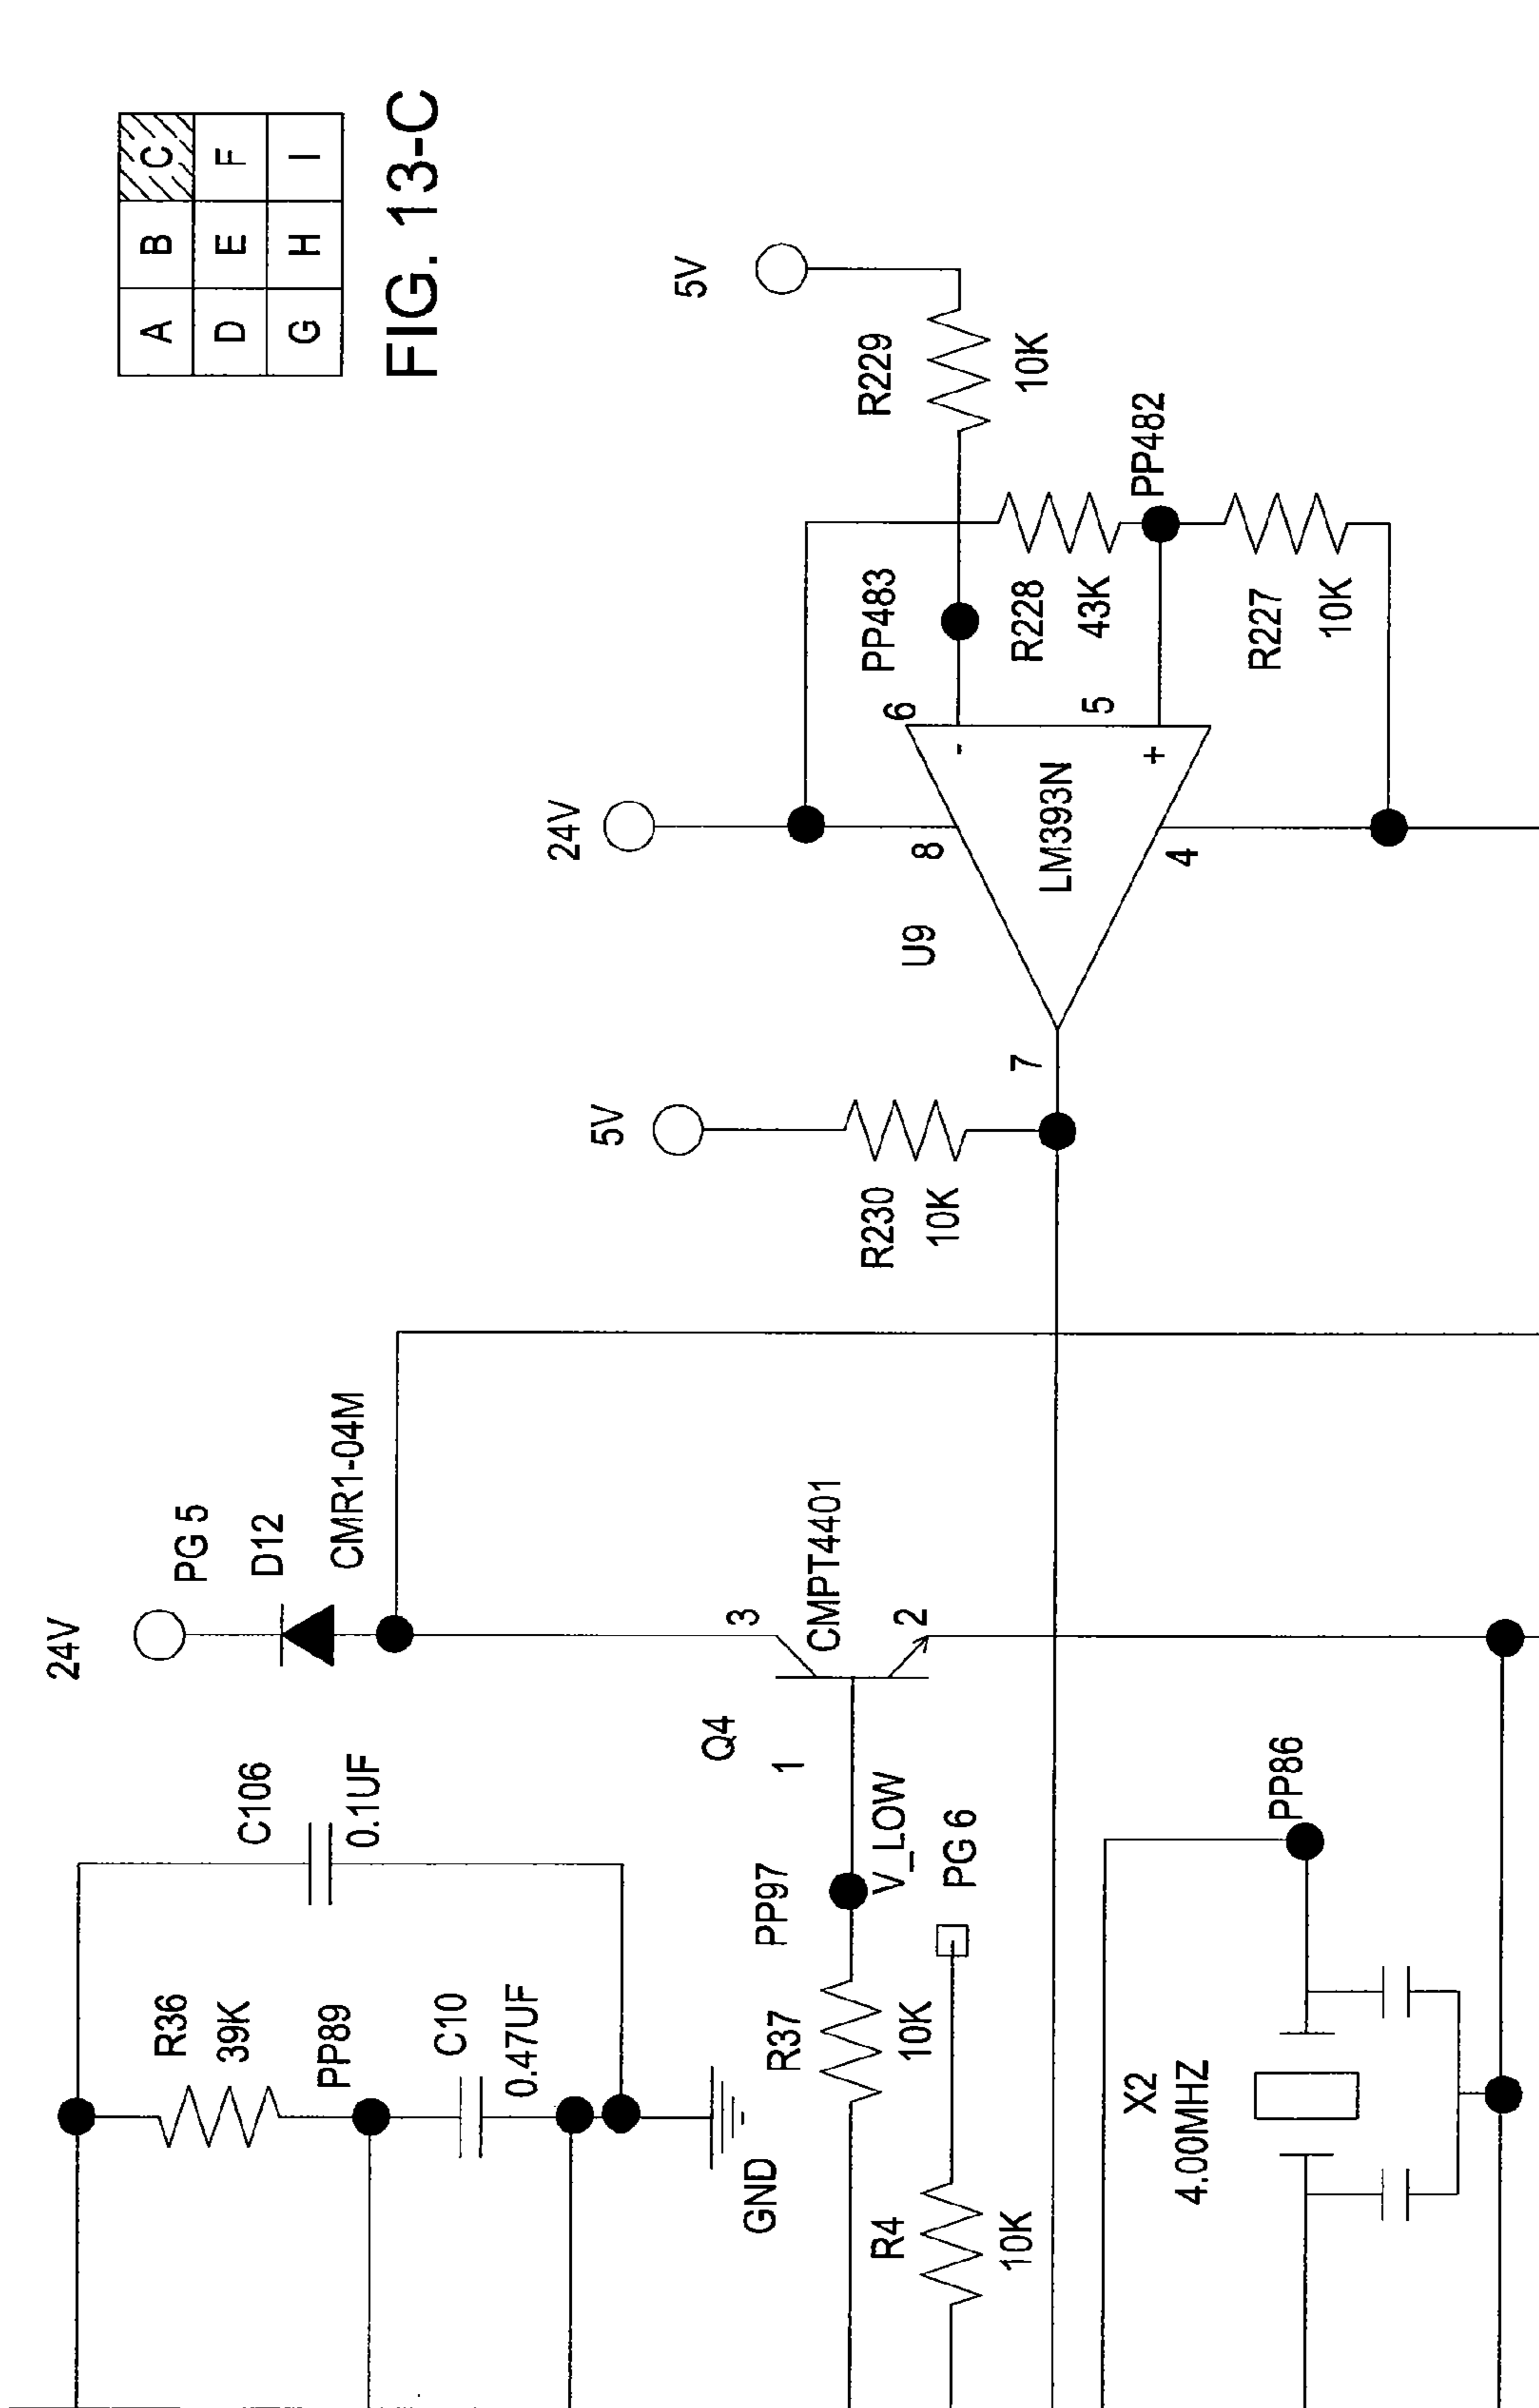 A B C
D E F
G H I
FIG. 13-C
24V
PG 5
D12
CMR1-04M
C106
0.1UF
R36
39K
PP89
C10
0.47UF
GND
Q4
1
3
CMPT4401
2
PP97
V_LOW
PG 6
R37
10K
R4
10K
X2
4.00MHZ
PP86
5V
R230
10K
7
24V
U9
8
LM393N
4
6
-
5
+
PP483
5V
R229
10K
R228
43K
PP482
R227
10K